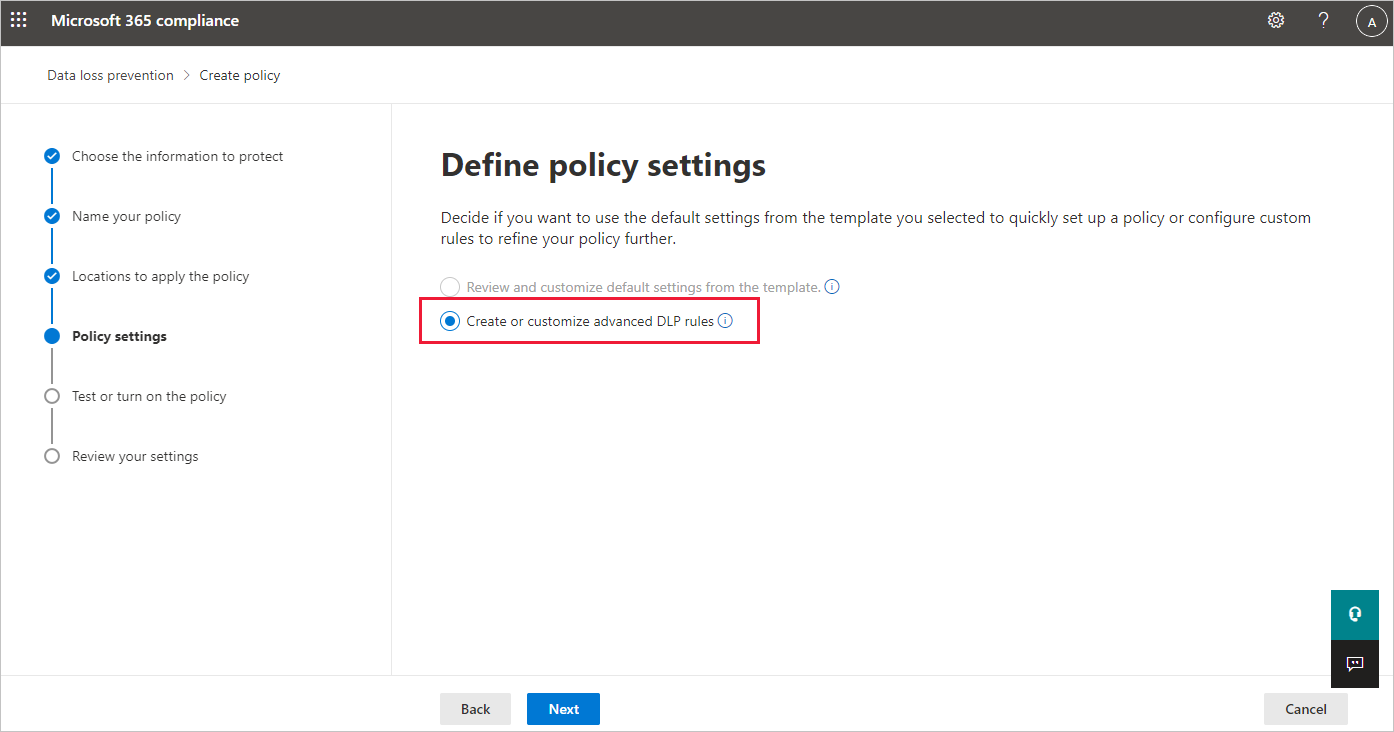 Microsoft 365 compliance
?
A
Data loss prevention > Create policy
Choose the information to protect
Name your policy
Locations to apply the policy
Policy settings
Test or turn on the policy
Review your settings
Define policy settings
Decide if you want to use the default settings from the template you selected to quickly set up a policy or configure custom
rules to refine your policy further.
Review and customize default settings from the template.
Create or customize advanced DLP rules
Back
Next
Cancel